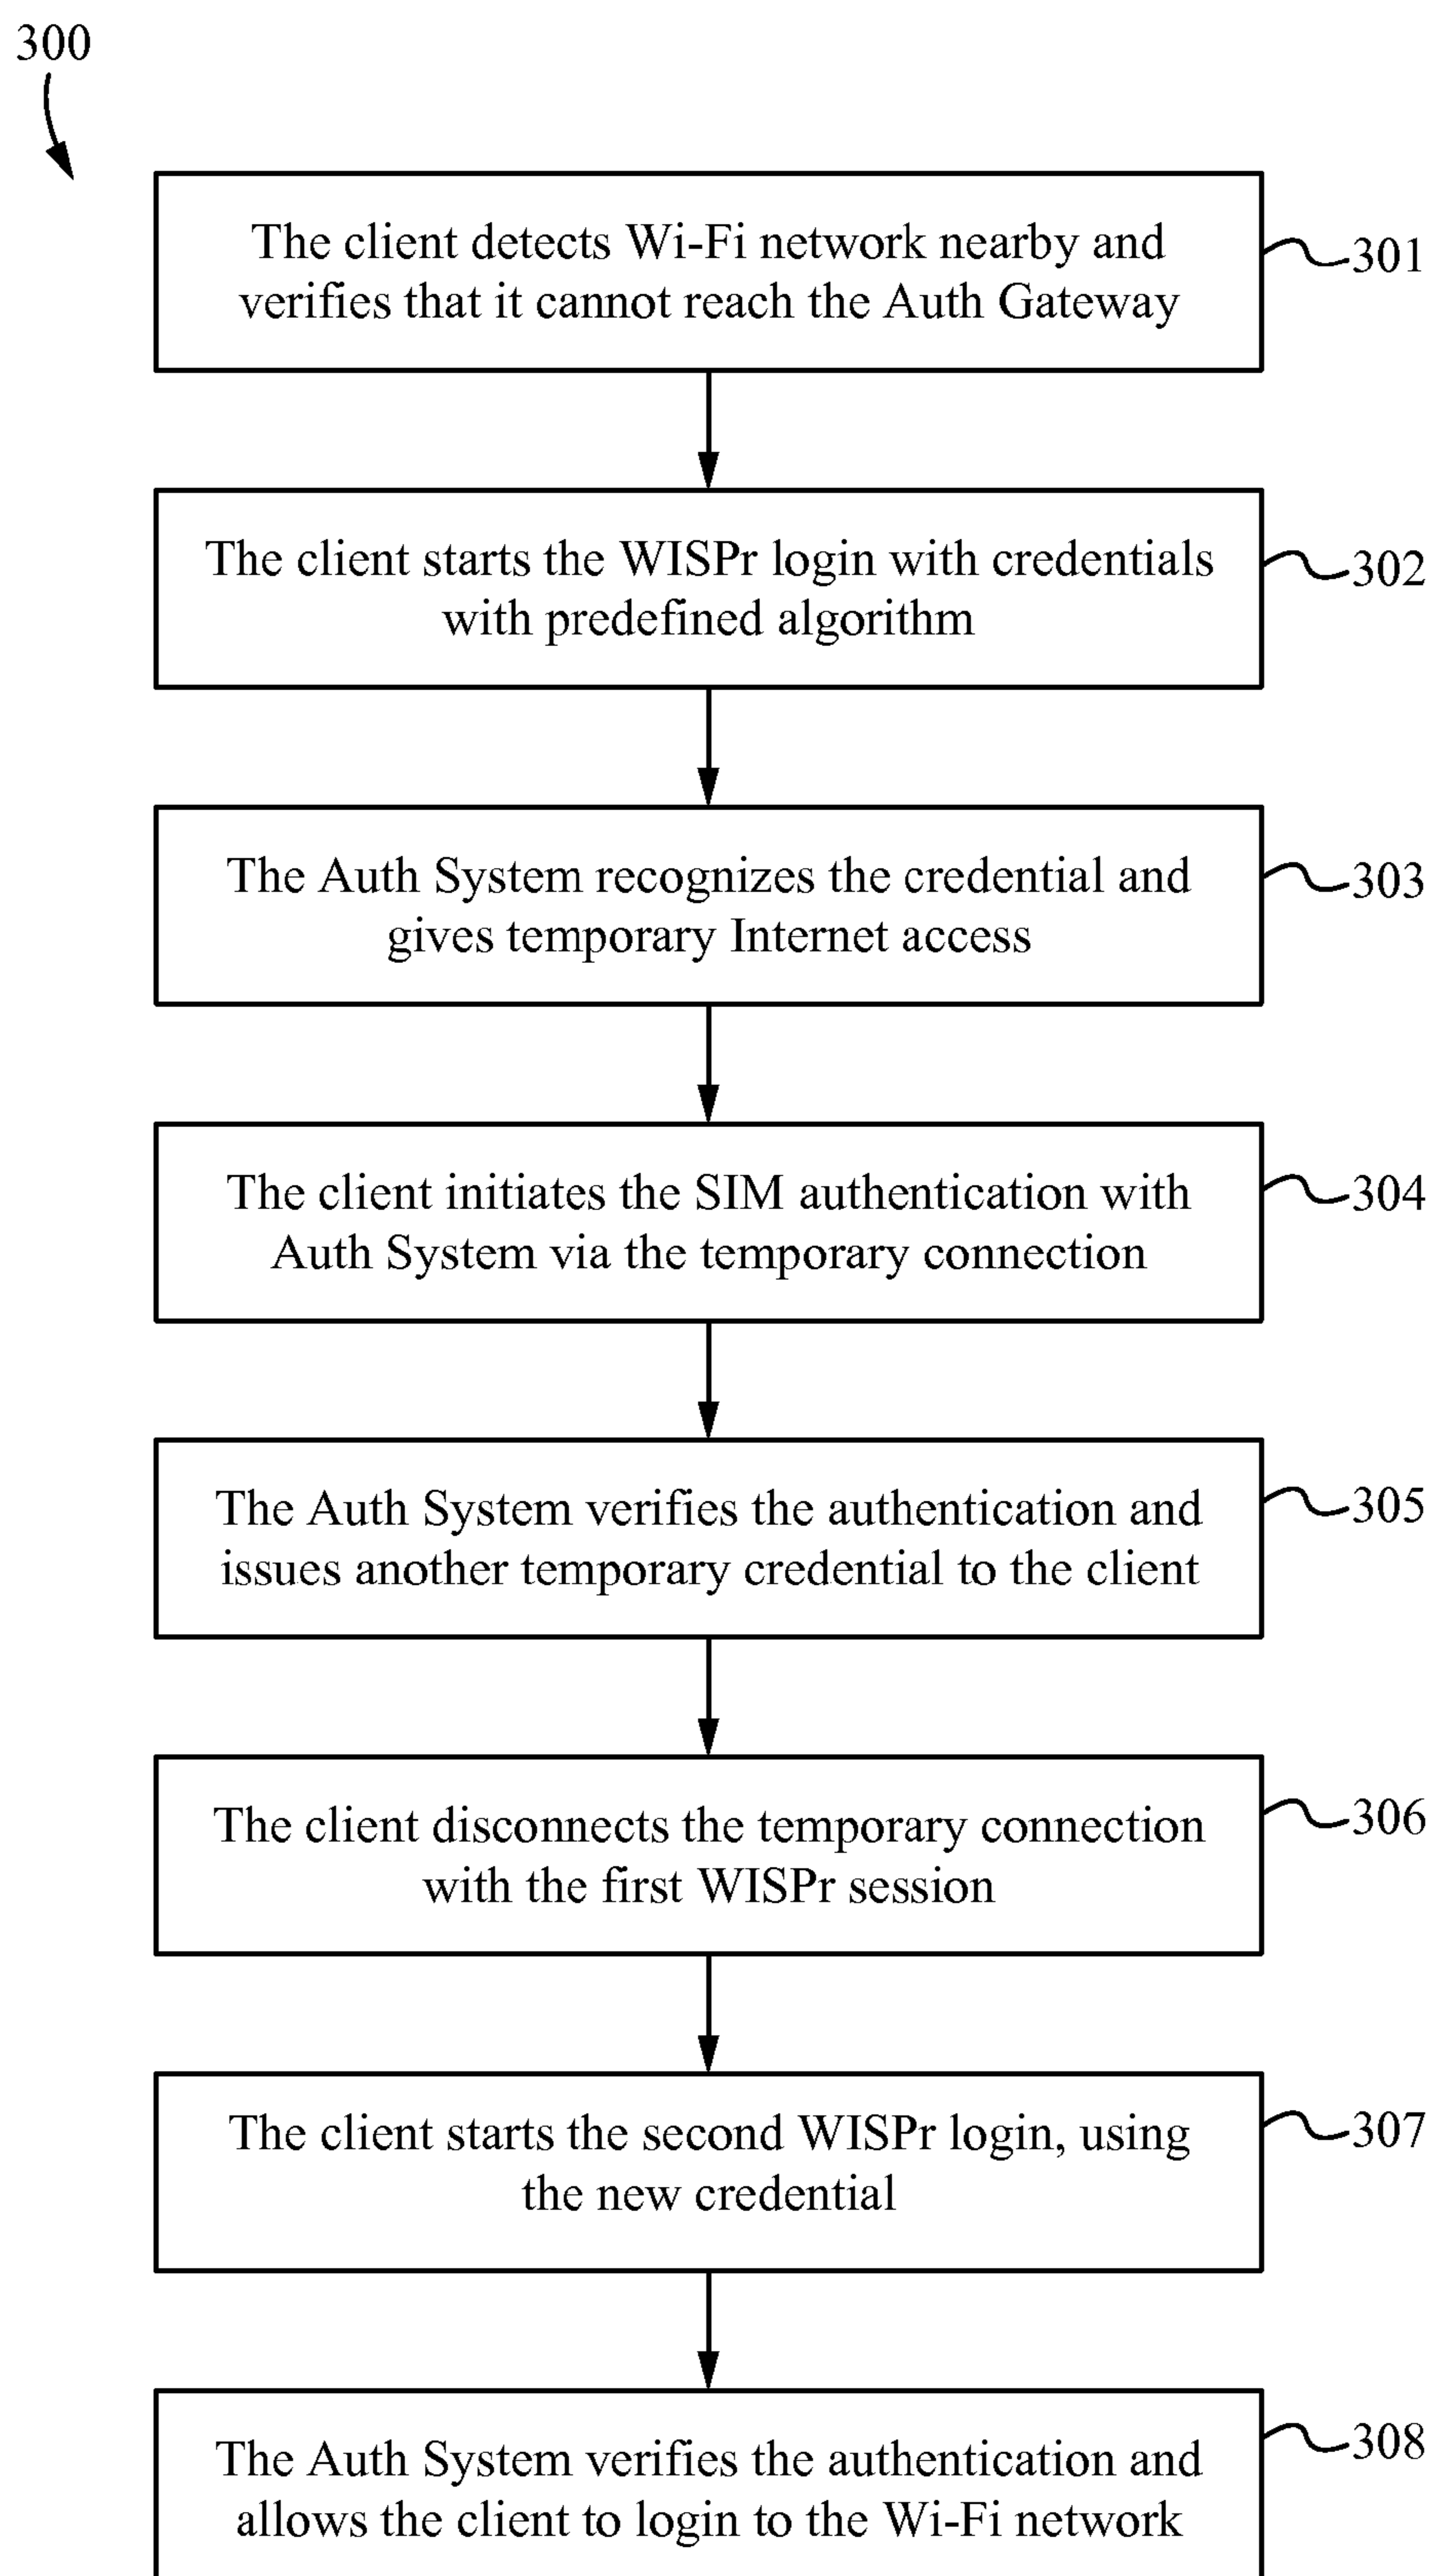 300
The client detects Wi-Fi network nearby and
verifies that it cannot reach the Auth Gateway
301
The client starts the WISPr login with credentials
with predefined algorithm
302
The Auth System recognizes the credential and
gives temporary Internet access
303
The client initiates the SIM authentication with
Auth System via the temporary connection
304
The Auth System verifies the authentication and
issues another temporary credential to the client
305
The client disconnects the temporary connection
with the first WISPr session
306
The client starts the second WISPr login, using
the new credential
307
The Auth System verifies the authentication and
allows the client to login to the Wi-Fi network
308